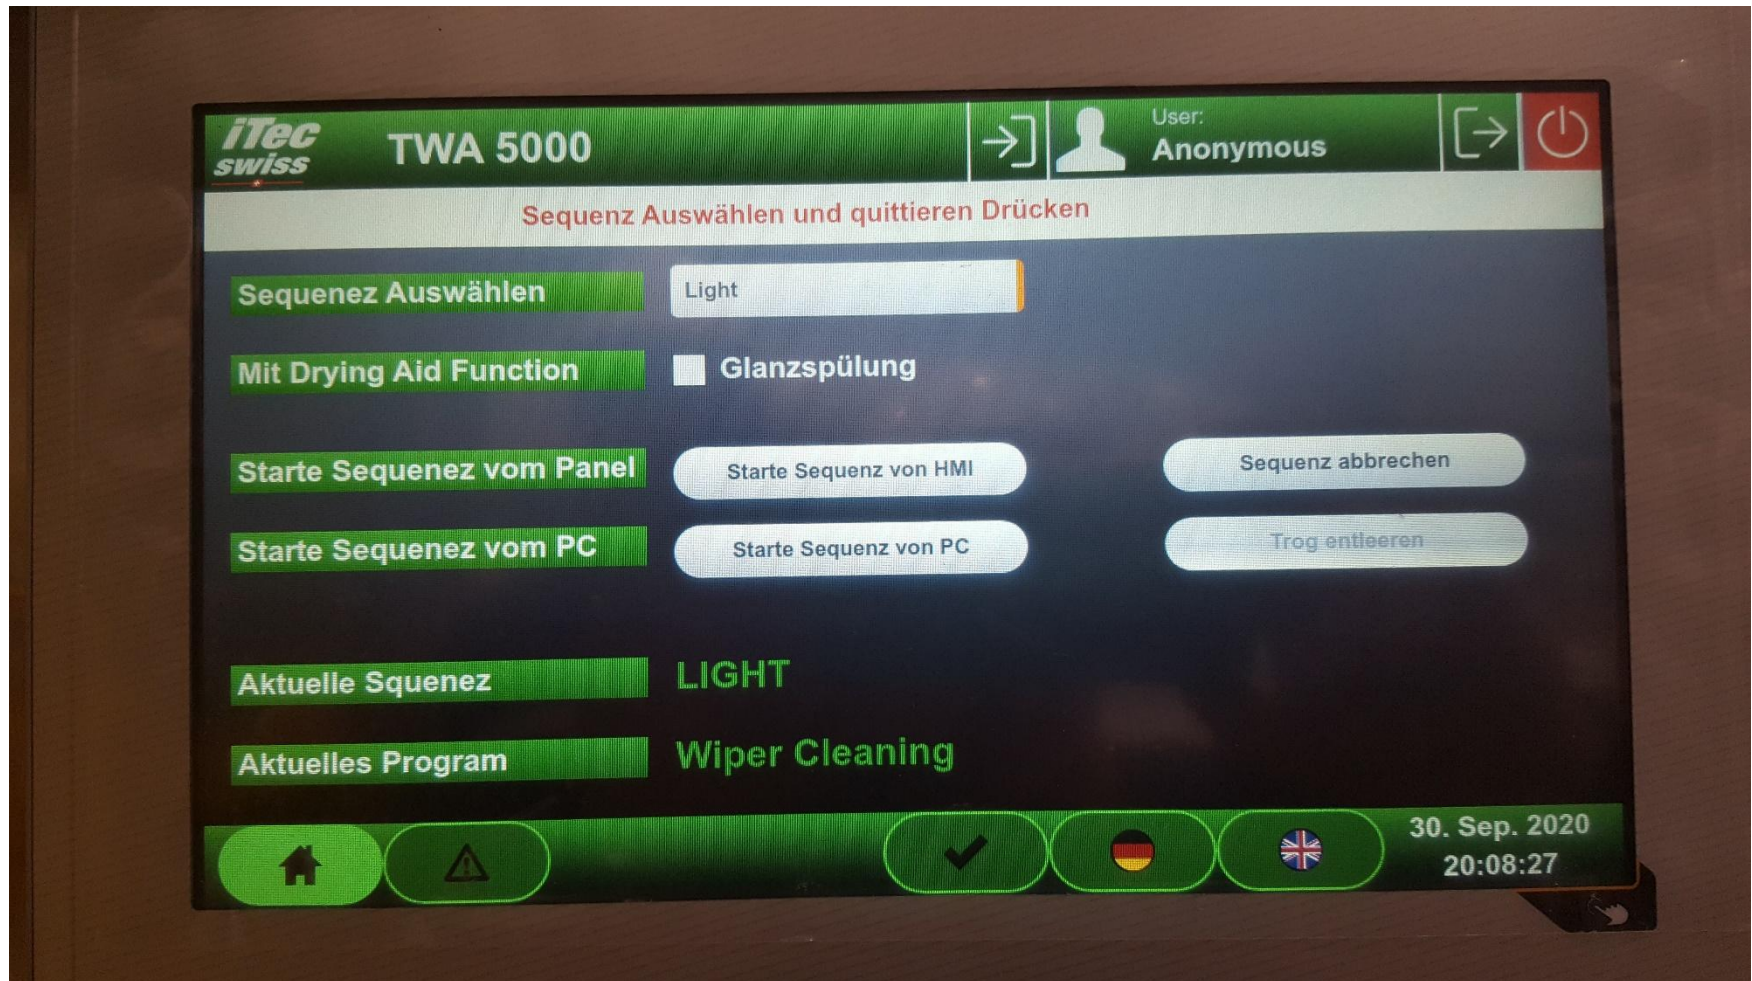 iTec
swiss
TWA 5000
User:
Anonymous
Sequenz Auswählen und quittieren Drücken
Sequenez Auswählen
Light
Mit Drying Aid Function
Glanzspülung
Starte Sequenez vom Panel
Starte Sequenz von HMI
Sequenz abbrechen
Starte Sequenez vom PC
Starte Sequenz von PC
Trog entleeren
Aktuelle Squenez
LIGHT
Aktuelles Program
Wiper Cleaning
30. Sep. 2020
20:08:27